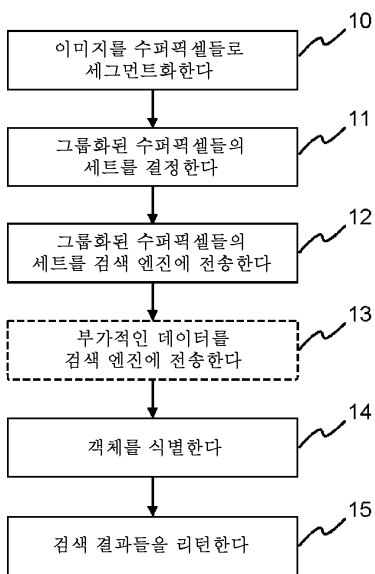 10
이미지를 수퍼픽셀들로
세그먼트화한다
11
그룹화된 수퍼픽셀들의
세트를 결정한다
12
그룹화된 수퍼픽셀들의
세트를 검색 엔진에 전송한다
13
부가적인 데이터를
검색 엔진에 전송한다
14
객체를 식별한다
15
검색 결과들을 리턴한다